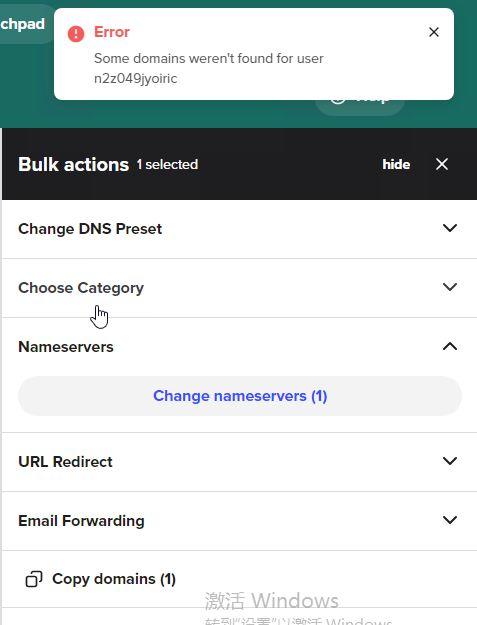 chpad
Error
Some domains weren't found for user
n2z049jyoiric
Help
Bulk actions 1 selected hide
Change DNS Preset
Choose Category
Nameservers
Change nameservers (1)
URL Redirect
Email Forwarding
Copy domains (1)
激活 Windows
转到"设置"以激活 Windows